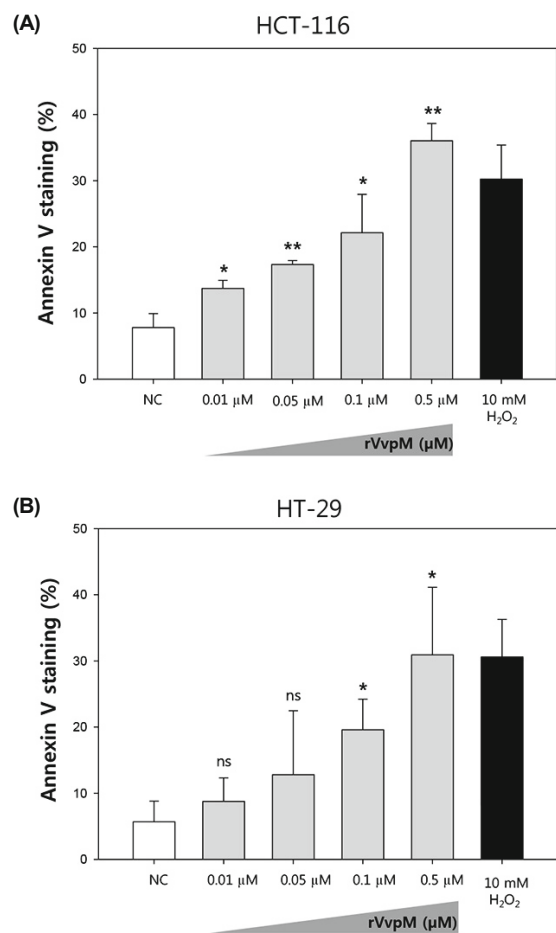 (A)
HCT-116
Annexin V staining (%)
50
40
30
20
10
0
*
**
*
**
NC
0.01 µM
0.05 µM
0.1 µM
0.5 µM
10 mM
H₂O₂
rVvpM (µM)
(B)
HT-29
Annexin V staining (%)
50
40
30
20
10
0
ns
ns
*
*
NC
0.01 µM
0.05 µM
0.1 µM
0.5 µM
10 mM
H₂O₂
rVvpM (µM)